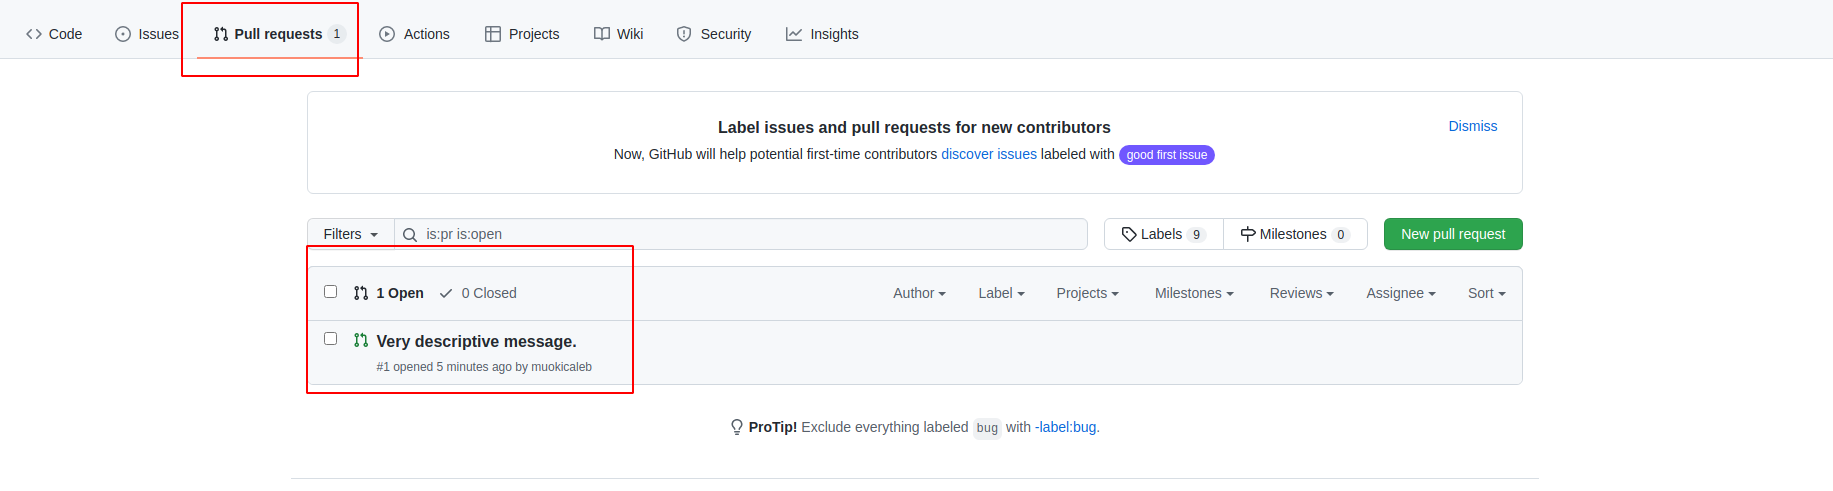 Code Issues Pull requests 1 Actions Projects Wiki Security Insights
Label issues and pull requests for new contributors
Dismiss
Now, GitHub will help potential first-time contributors discover issues labeled with good first issue
Filters is:pr is:open Labels 9 Milestones 0 New pull request
1 Open 0 Closed Author Label Projects Milestones Reviews Assignee Sort
Very descriptive message.
#1 opened 5 minutes ago by muokicaleb
ProTip! Exclude everything labeled bug with -label:bug.